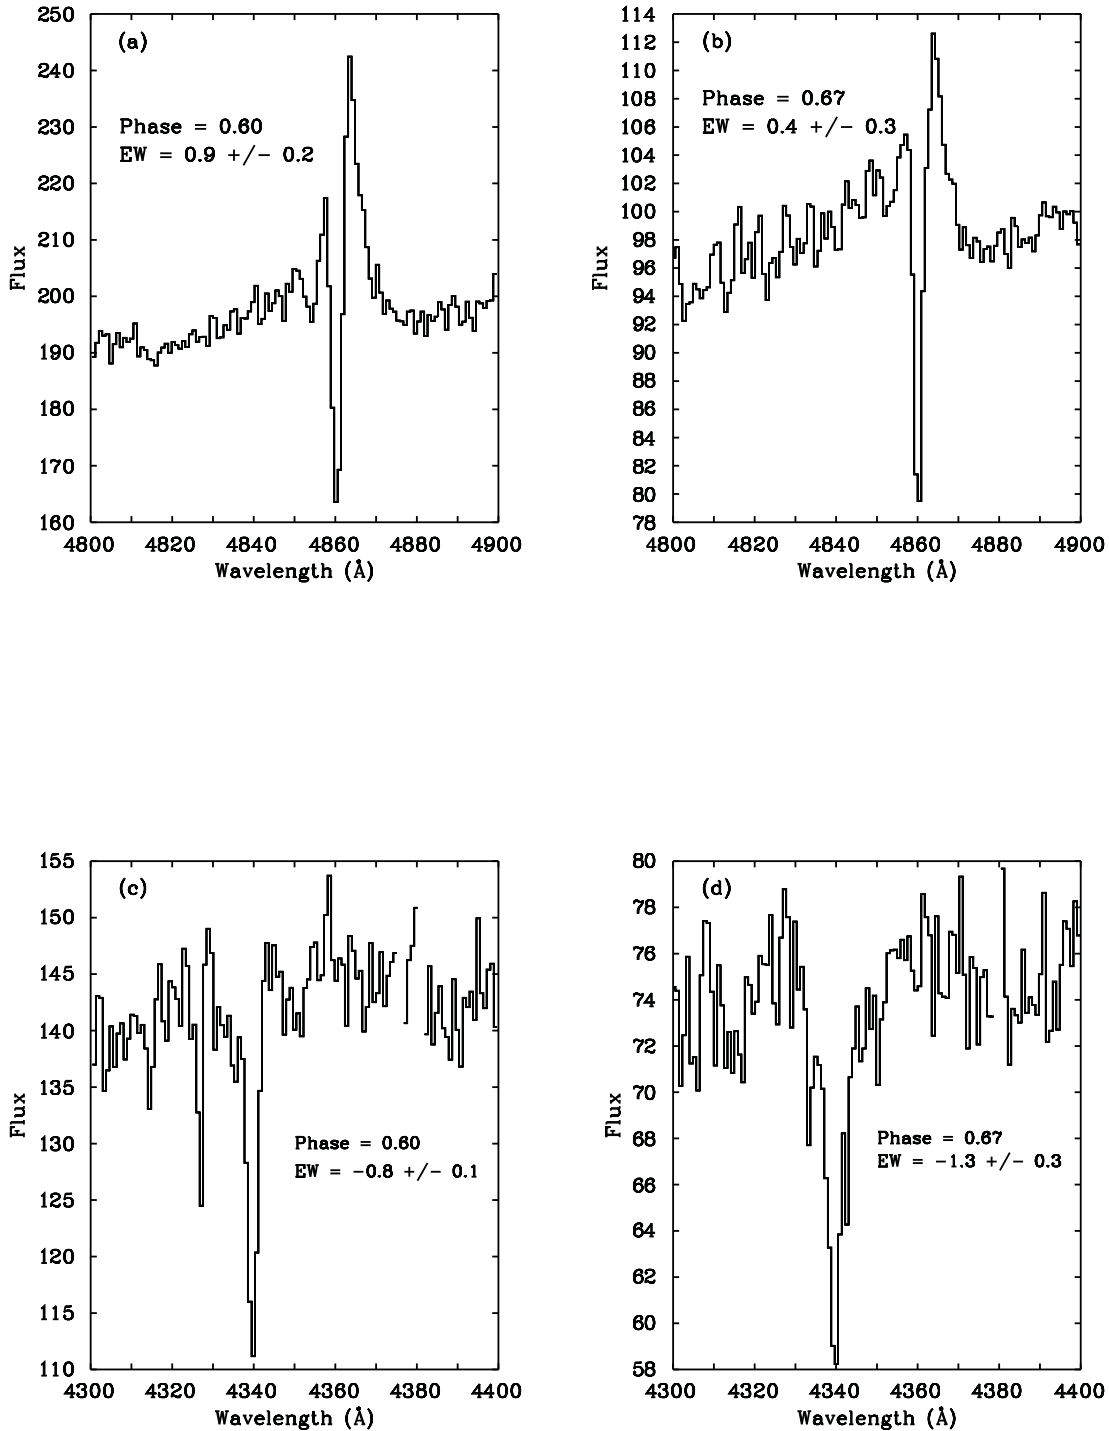 250
240
230
220
210
200
190
180
170
160
Flux
(a)
Phase = 0.60
EW = 0.9 +/− 0.2
4800 4820 4840 4860 4880 4900
Wavelength (Å)
114
112
110
108
106
104
102
100
98
96
94
92
90
88
86
84
82
80
78
Flux
(b)
Phase = 0.67
EW = 0.4 +/− 0.3
4800 4820 4840 4860 4880 4900
Wavelength (Å)
155
150
145
140
135
130
125
120
115
110
Flux
(c)
Phase = 0.60
EW = −0.8 +/− 0.1
4300 4320 4340 4360 4380 4400
Wavelength (Å)
80
78
76
74
72
70
68
66
64
62
60
58
Flux
(d)
Phase = 0.67
EW = −1.3 +/− 0.3
4300 4320 4340 4360 4380 4400
Wavelength (Å)